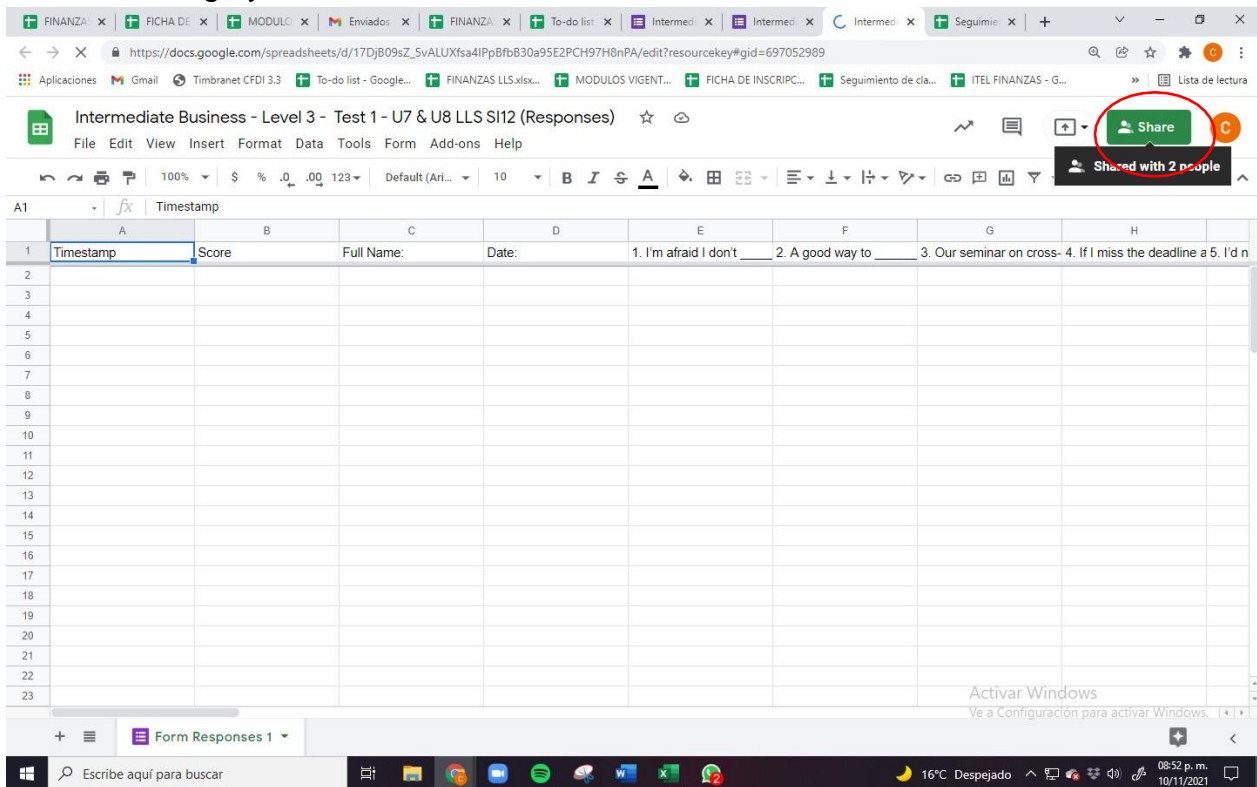 FINANZA FICHA DE MODULO Enviados FINANZA To-do list Intermedi Intermedi Intermedi Seguimie
https://docs.google.com/spreadsheets/d/17DjB09sZ_5vALUXfsa4IPpBfbB30a95E2PCH97H8nPA/edit?resourcekey#gid=697052989 C
Aplicaciones Gmail Timbranet CFDI 3.3 To-do list - Google... FINANZAS LLS.xlsx... MODULOS VIGENT... FICHA DE INSCRIPC... Seguimiento de cla... ITEL FINANZAS - G... » Lista de lectura
Intermediate Business - Level 3 - Test 1 - U7 & U8 LLS SI12 (Responses) Share C
File Edit View Insert Format Data Tools Form Add-ons Help
Shared with 2 people
100% $ % .0 .00 123 Default (Ari... 10 B I S A
A1 fx Timestamp
A B C D E F G H
1 Timestamp Score Full Name: Date: 1. I'm afraid I don't _____ 2. A good way to _____ 3. Our seminar on cross- 4. If I miss the deadline a 5. I'd n
2
3
4
5
6
7
8
9
10
11
12
13
14
15
16
17
18
19
20
21
22
23
Activar Windows
Ve a Configuración para activar Windows.
+ Form Responses 1
Escribe aquí para buscar 2 16°C Despejado 08:52 p. m.
10/11/2021